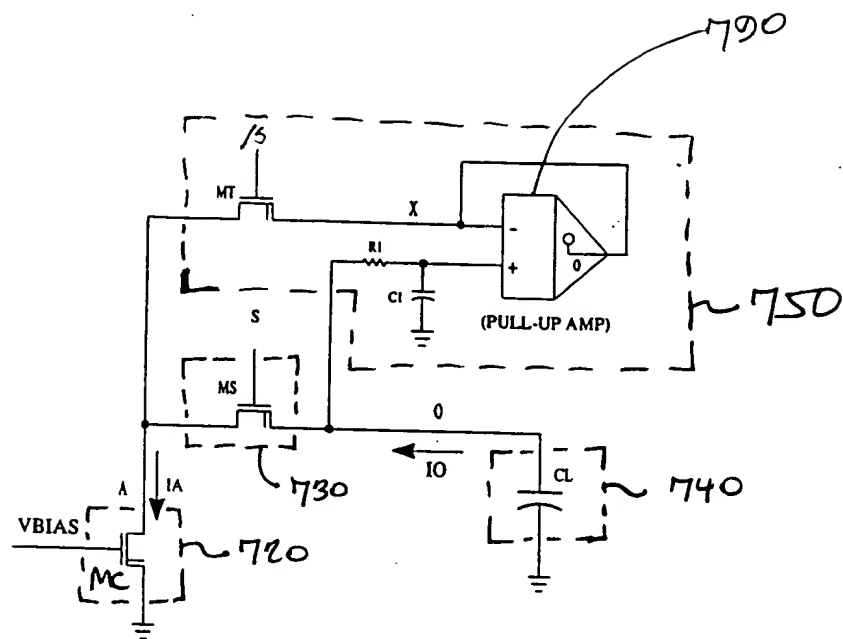 790
/S
MT
X
-
R1
+
0
C1
(PULL-UP AMP)
750
S
MS
0
730
IO
CL
740
A
IA
VBIAS
MC
720